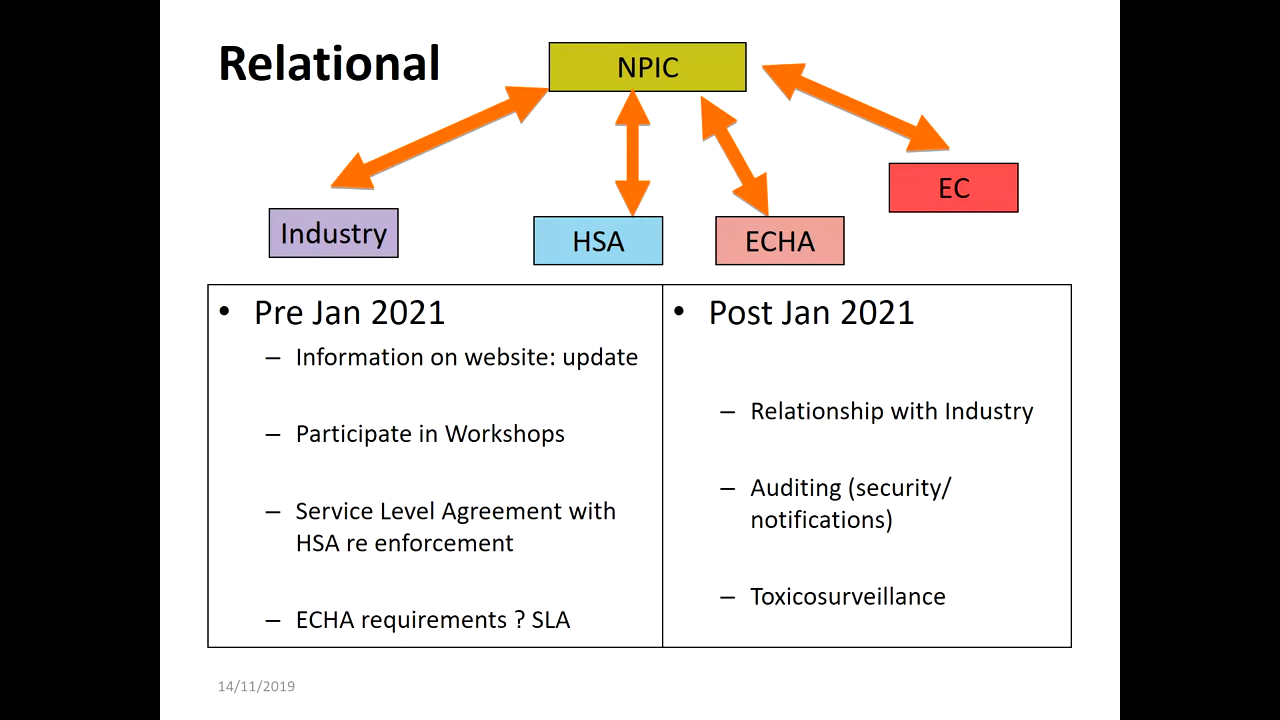 Relational
NPIC
EC
Industry
HSA
ECHA
• Pre Jan 2021
– Information on website: update
– Participate in Workshops
– Service Level Agreement with
HSA re enforcement
– ECHA requirements ? SLA
• Post Jan 2021
– Relationship with Industry
– Auditing (security/
notifications)
– Toxicosurveillance
14/11/2019